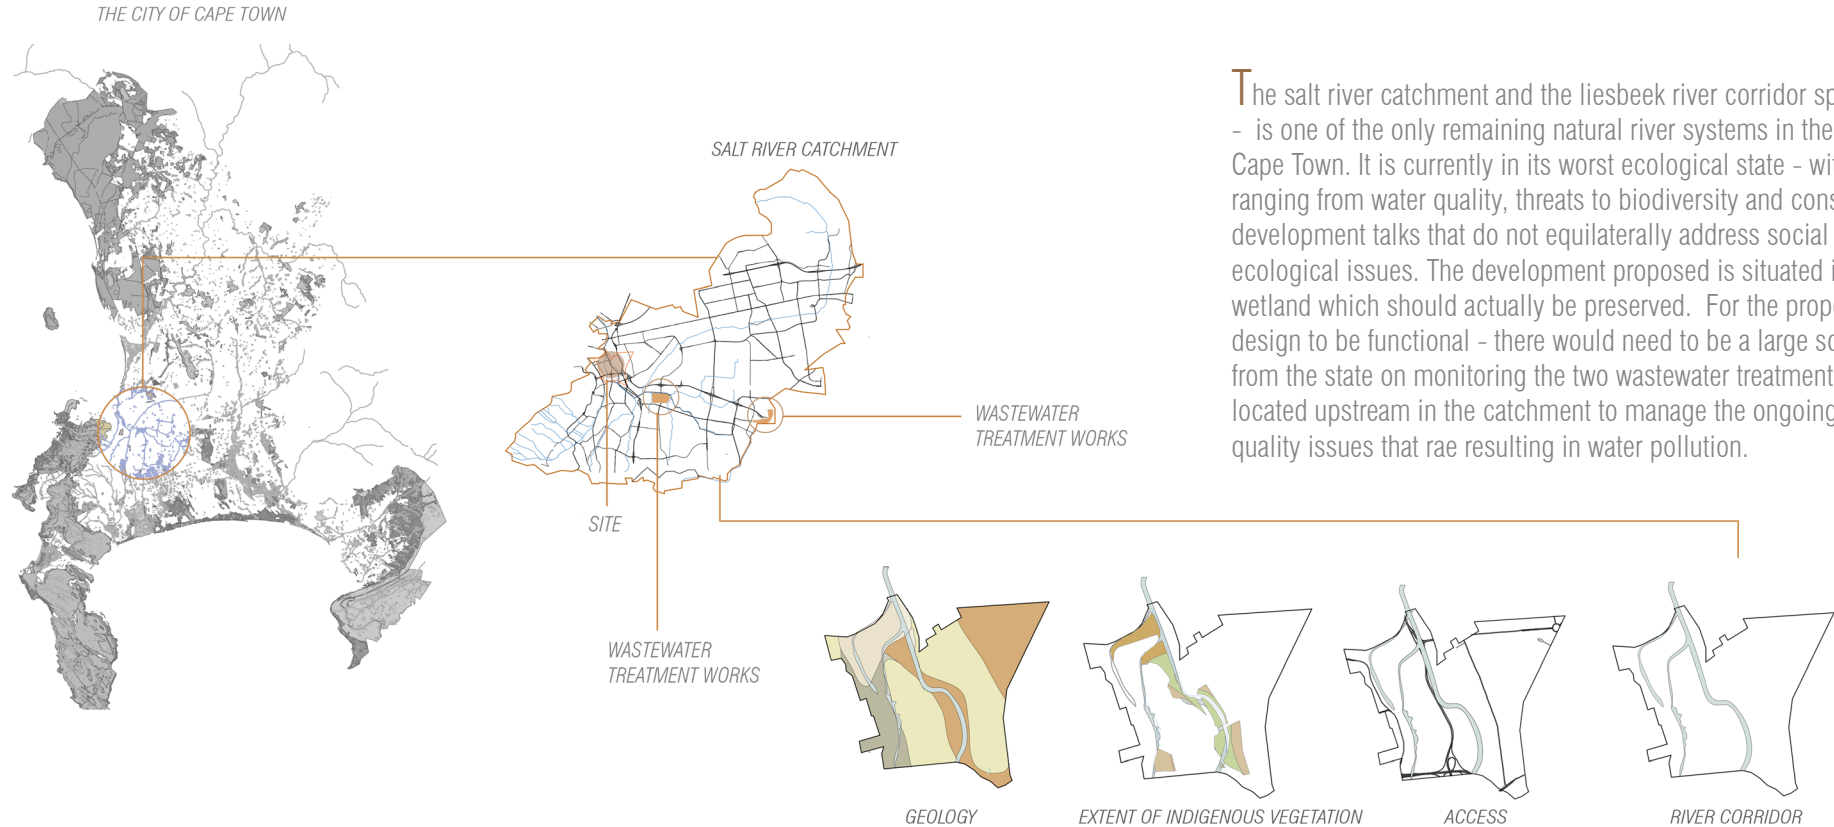 THE CITY OF CAPE TOWN
SALT RIVER CATCHMENT
The salt river catchment and the liesbeek river corridor
- is one of the only remaining natural river systems in the
Cape Town. It is currently in its worst ecological state -
ranging from water quality, threats to biodiversity and
development talks that do not equilaterally address social
ecological issues. The development proposed is situated
wetland which should actually be preserved. For the
design to be functional - there would need to be a large
from the state on monitoring the two wastewater treatment
located upstream in the catchment to manage the ongoing
quality issues that rae resulting in water pollution.
WASTEWATER
TREATMENT WORKS
SITE
WASTEWATER
TREATMENT WORKS
GEOLOGY
EXTENT OF INDIGENOUS VEGETATION
ACCESS
RIVER CORRIDOR